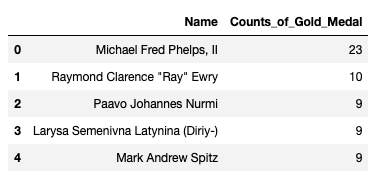 Name Counts_of_Gold_Medal
0 Michael Fred Phelps, II 23
1 Raymond Clarence "Ray" Ewry 10
2 Paavo Johannes Nurmi 9
3 Larysa Semenivna Latynina (Diriy-) 9
4 Mark Andrew Spitz 9